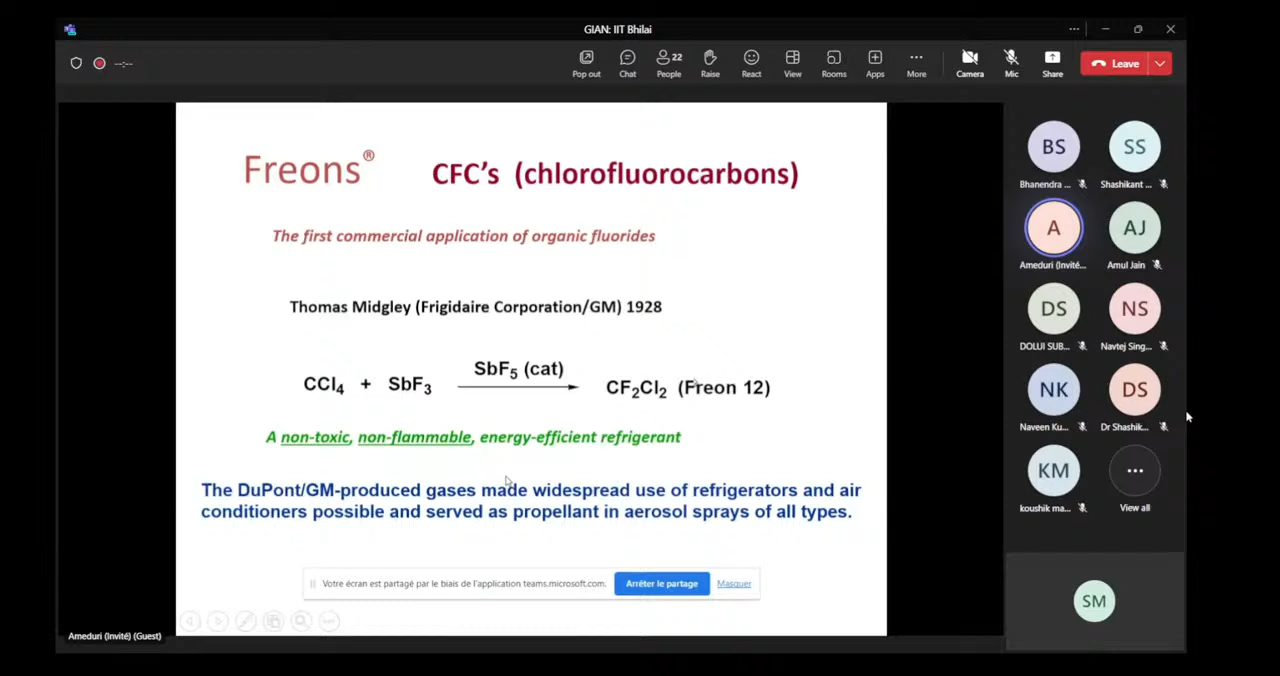 GIAN: IIT Bhilai
--:--
Pop out
Chat
22
People
Raise
React
View
Rooms
Apps
More
Camera
Mic
Share
Leave
Freons®
CFC's (chlorofluorocarbons)
The first commercial application of organic fluorides
Thomas Midgley (Frigidaire Corporation/GM) 1928
SbF5 (cat)
CCl4 + SbF3 CF2Cl2 (Freon 12)
A non-toxic, non-flammable, energy-efficient refrigerant
The DuPont/GM-produced gases made widespread use of refrigerators and air
conditioners possible and served as propellant in aerosol sprays of all types.
Votre écran est partagé par le biais de l'application teams.microsoft.com.
Arrêter le partage
Masquer
Ameduri (Invité) (Guest)
BS
Bhanendra ...
SS
Shashikant ...
A
Ameduri (Invité...
AJ
Amul Jain
DS
DOLUI SUB...
NS
Navtej Sing...
NK
Naveen Ku...
DS
Dr Shashik...
KM
koushik ma...
View all
SM